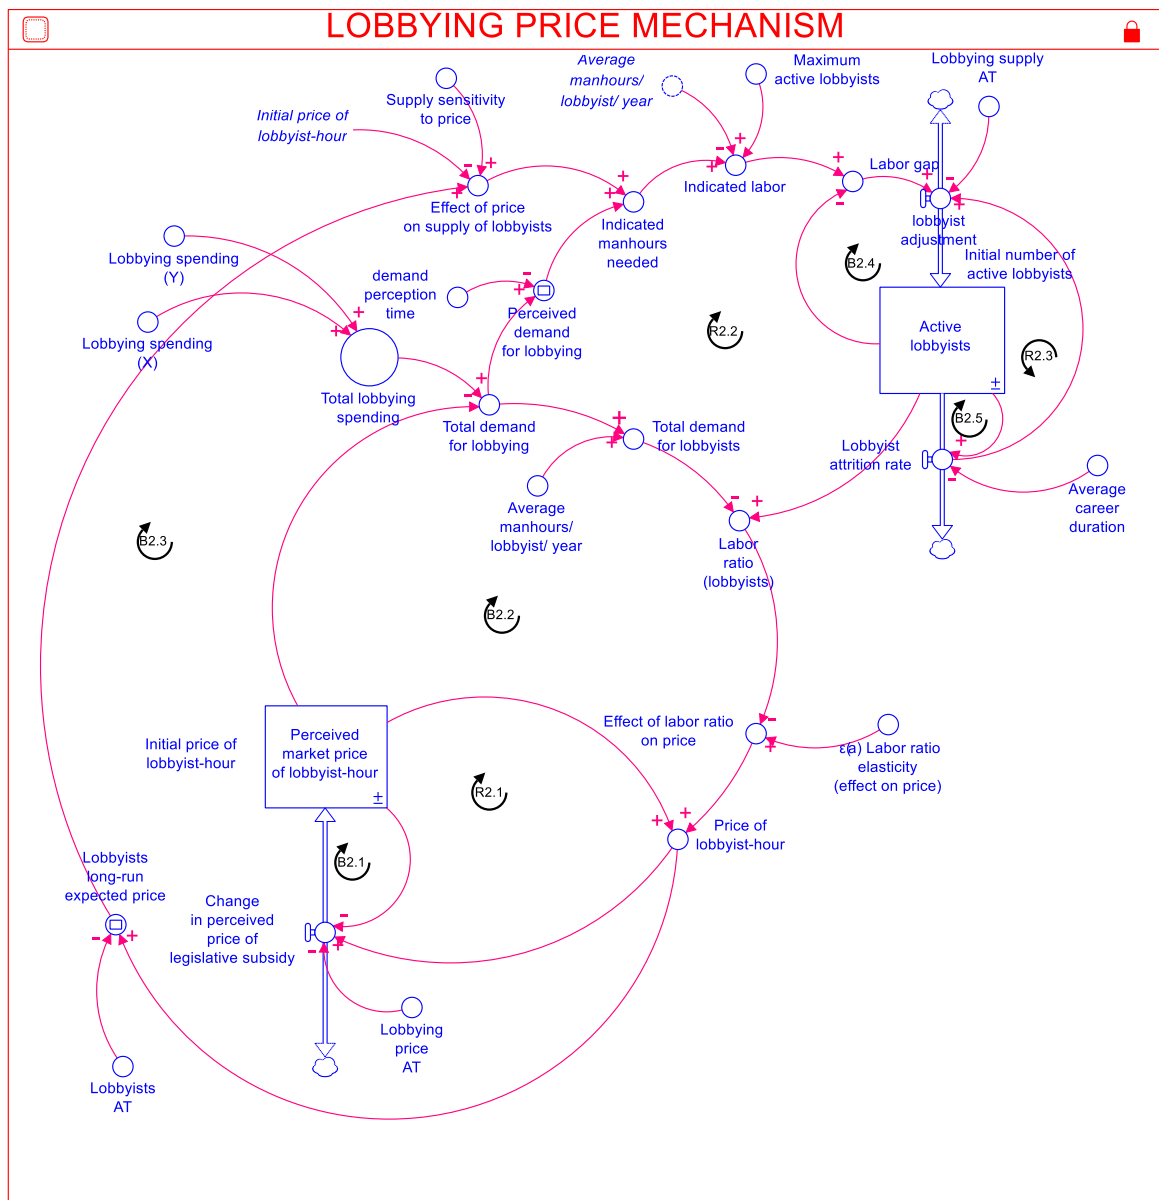 LOBBYING PRICE MECHANISM
Average
manhours/
lobbyist/ year
Maximum
active lobbyists
Lobbying supply
AT
Supply sensitivity
to price
Initial price of
lobbyist-hour
Indicated labor
Labor gap
Effect of price
on supply of lobbyists
Indicated
manhours
needed
lobbyist
adjustment
Initial number of
active lobbyists
Lobbying spending
(Y)
demand
perception
time
Perceived
demand
for lobbying
Lobbying spending
(X)
B2.4
R2.2
Active
lobbyists
R2.3
Total lobbying
spending
Total demand
for lobbying
Total demand
for lobbyists
B2.5
Lobbyist
attrition rate
Average
career
duration
Average
manhours/
lobbyist/ year
Labor
ratio
(lobbyists)
B2.3
B2.2
Initial price of
lobbyist-hour
Perceived
market price
of lobbyist-hour
Effect of labor ratio
on price
ε(a) Labor ratio
elasticity
(effect on price)
R2.1
Price of
lobbyist-hour
B2.1
Lobbyists
long-run
expected price
Change
in perceived
price of
legislative subsidy
Lobbying
price
AT
Lobbyists
AT